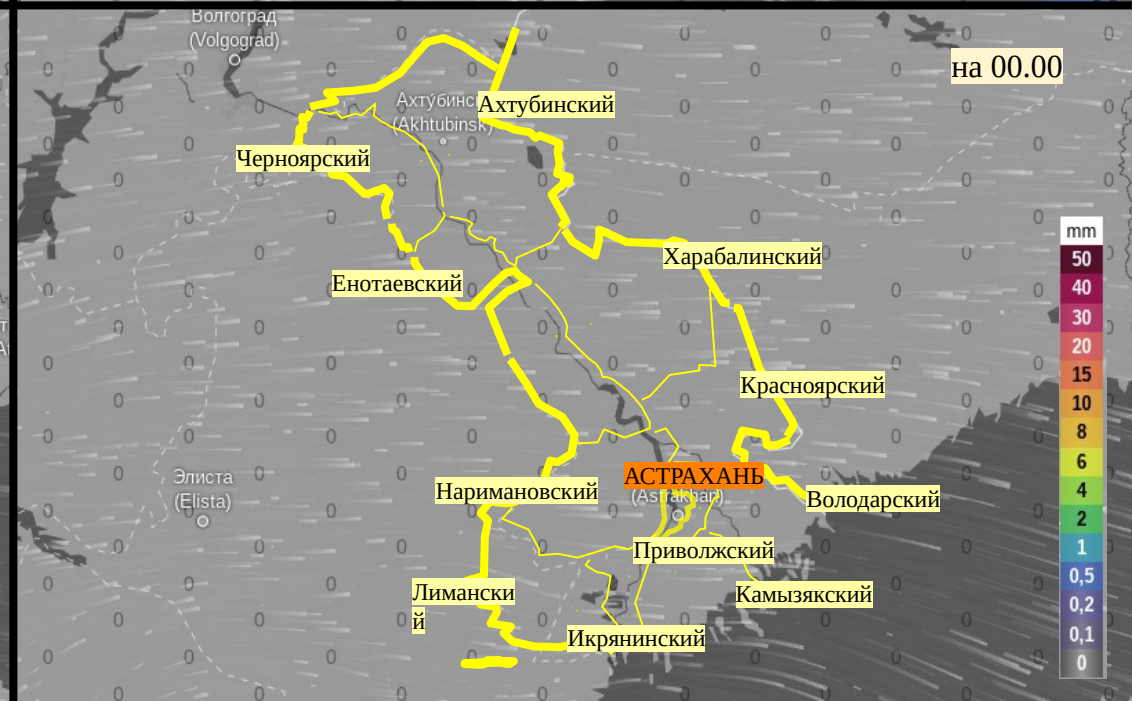 Волгоград
(Volgograd)
на 00.00
Ахтубинский
(Akhtubinsk)
Черноярский
Харабалинский
Енотаевский
mm
50
40
30
20
15
10
8
6
4
2
1
0,5
0,2
0,1
0
Красноярский
Элиста
(Elista)
АСТРАХАНЬ
(Astrakhan)
Наримановский
Володарский
Приволжский
Лимански
й
Камызякский
Икрянинский